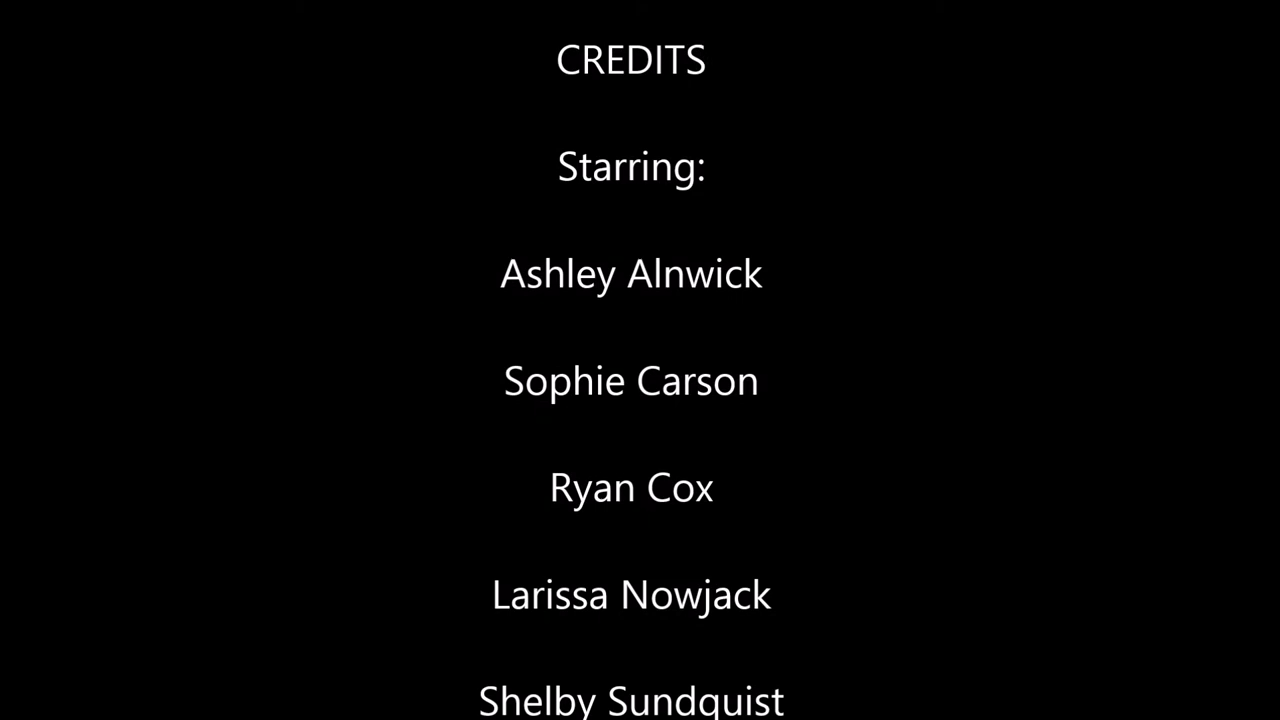 CREDITS
Starring:
Ashley Alnwick
Sophie Carson
Ryan Cox
Larissa Nowjack
Shelby Sundquist